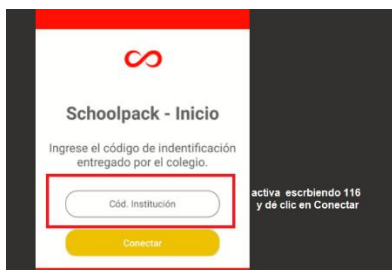 Schoolpack - Inicio
Ingrese el código de indentificación
entregado por el colegio.
Cód. Institución
activa escrbiendo 116
y dé clic en Conectar
Conectar